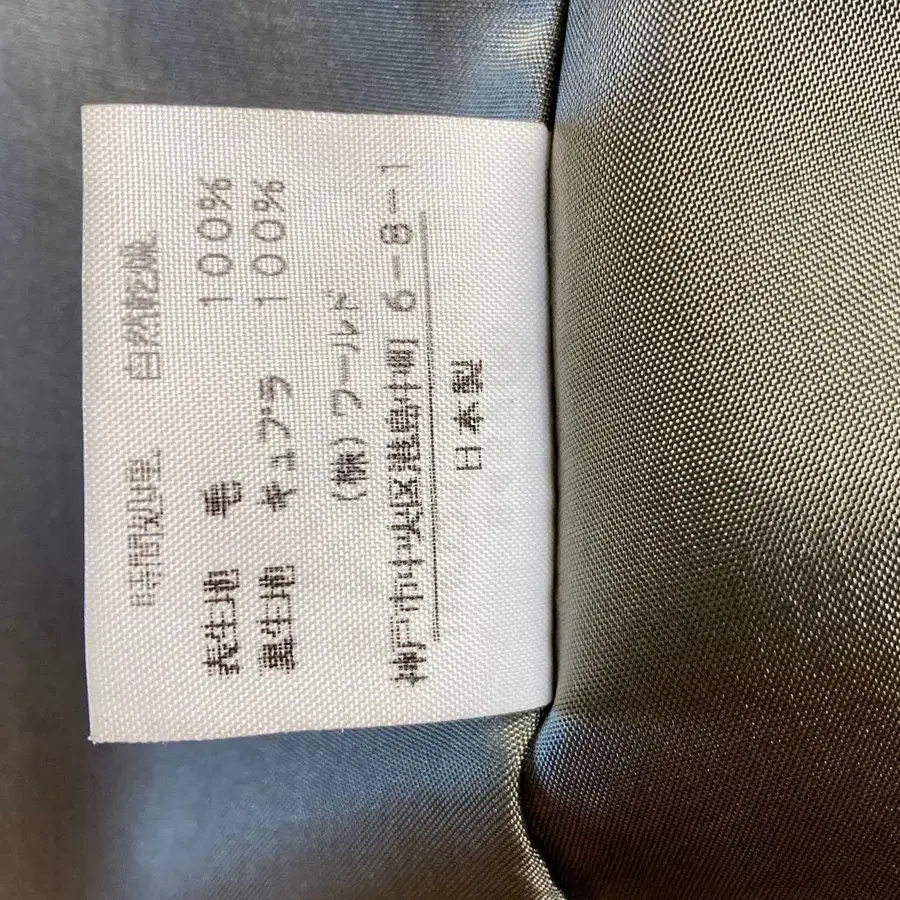 時間処理 自然乾燥
表生地 毛 100%
裏生地 キュプラ 100%
(株)ワールド
神戸市中央区港島中町6-8-1
日本製